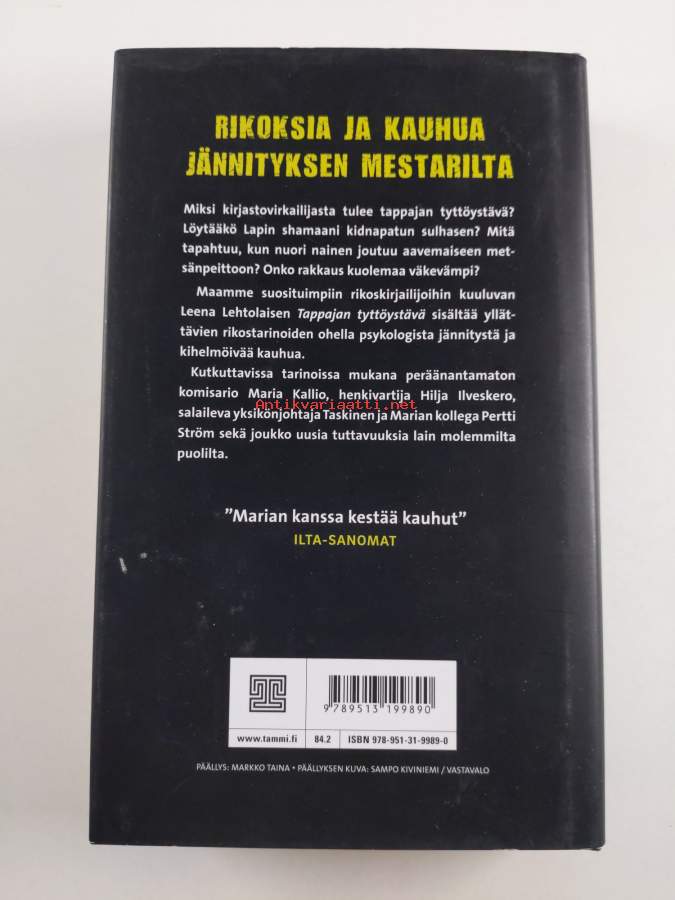 RIKOKSIA JA KAUHUA
JÄNNITYKSEN MESTARILTA
Miksi kirjastovirkailijasta tulee tappajan tyttöystävä?
Löytääkö Lapin shamaani kidnapatun sulhasen? Mitä
tapahtuu, kun nuori nainen joutuu aavemaiseen met-
sänpeittoon? Onko rakkaus kuolemaa väkevämpi?
Maamme suosituimpiin rikoskirjailijoihin kuuluvan
Leena Lehtolaisen Tappajan tyttöystävä sisältää yllät-
tävien rikostarinoiden ohella psykologista jännitystä ja
kihelmöivää kauhua.
Kutkuttavissa tarinoissa mukana peräänantamaton
komisario Maria Kallio, henkivartija Hilja Ilveskero,
Antikvariaatti.net
salaileva yksikönjohtaja Taskinen ja Marian kollega Pertti
Ström sekä joukko uusia tuttavuuksia lain molemmilta
puolilta.
”Marian kanssa kestää kauhut”
ILTA-SANOMAT
9 789513 199890
www.tammi.fi 84.2 ISBN 978-951-31-9989-0
PÄÄLLYS: MARKKO TAINA • PÄÄLLYKSEN KUVA: SAMPO KIVINIEMI / VASTAVALO